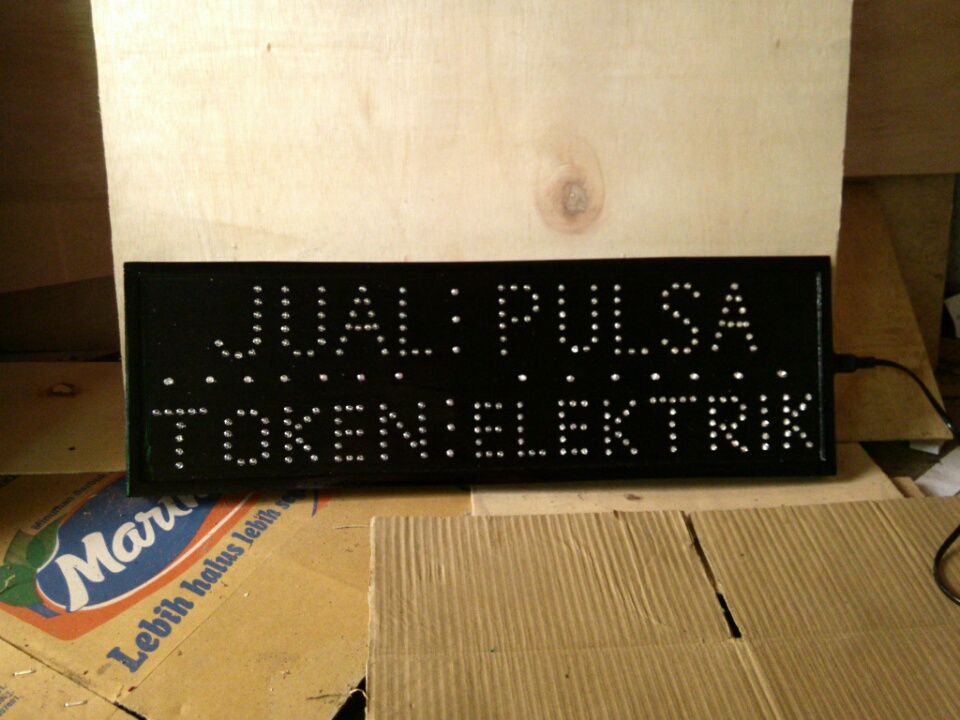 JUAL : PULSA
TOKEN : ELEKTRIK
Lebih halus lebih